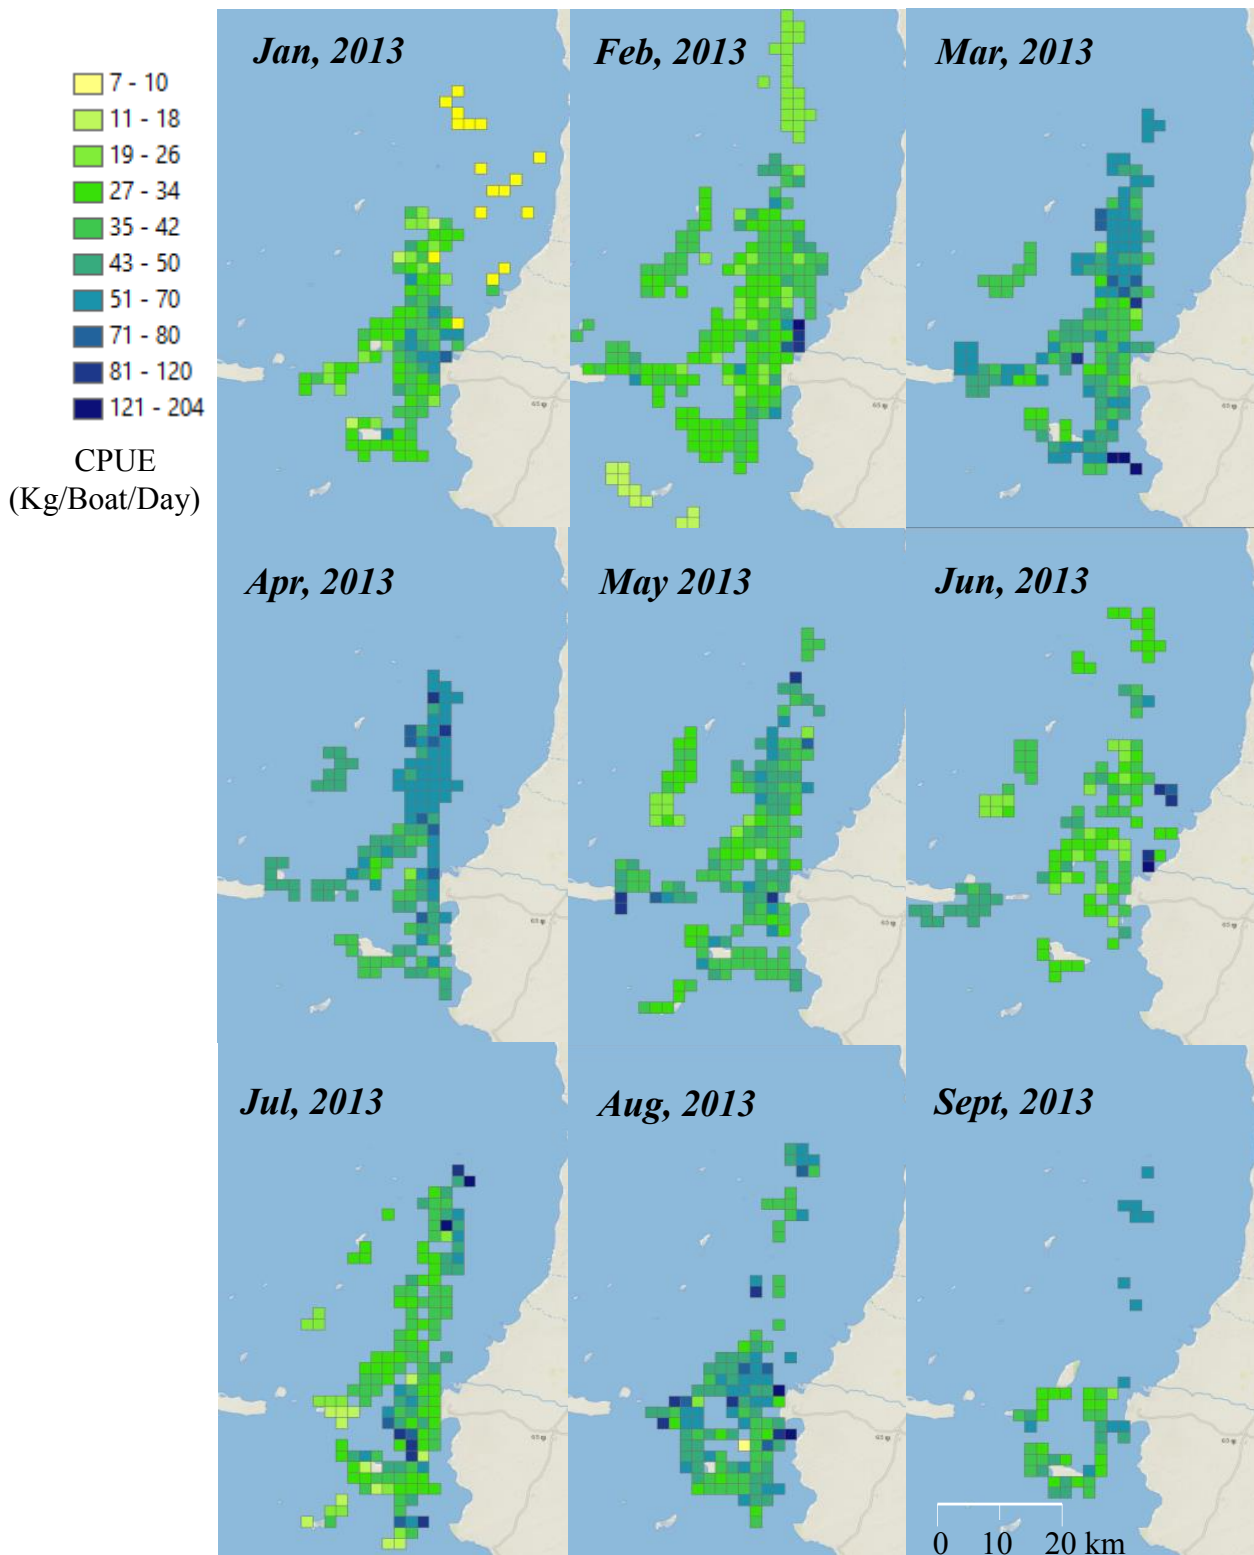 Jan, 2013
Feb, 2013
Mar, 2013
7 - 10
11 - 18
19 - 26
27 - 34
35 - 42
43 - 50
51 - 70
71 - 80
81 - 120
121 - 204
CPUE
(Kg/Boat/Day)
Apr, 2013
May 2013
Jun, 2013
Jul, 2013
Aug, 2013
Sept, 2013
0 10 20 km